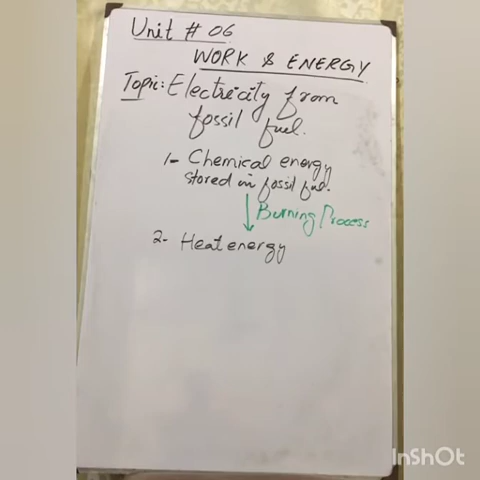 Unit # 06
WORK & ENERGY
Topic: Electricity from
fossil fuel.
1- Chemical energy
stored in fossil fuel.
Burning Process
2- Heat energy
InShOt